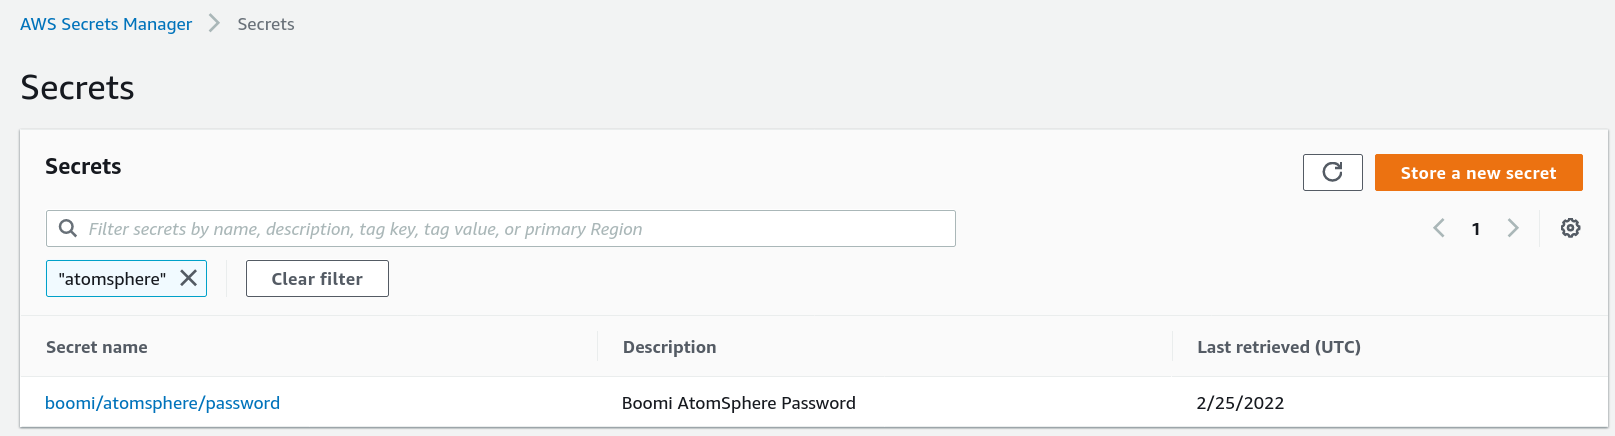 AWS Secrets Manager > Secrets
Secrets
Secrets
Store a new secret
Filter secrets by name, description, tag key, tag value, or primary Region
1
"atomsphere"
Clear filter
Secret name Description Last retrieved (UTC)
boomi/atomsphere/password Boomi AtomSphere Password 2/25/2022